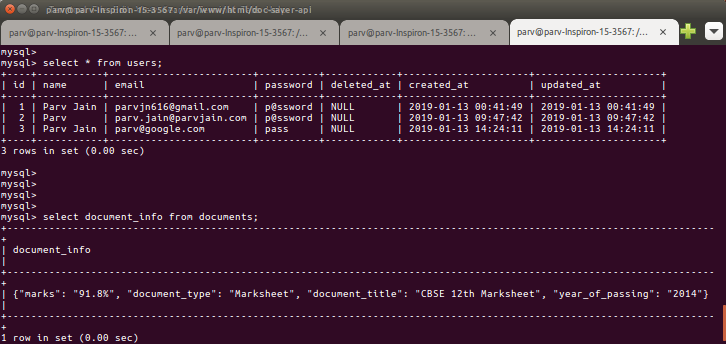 parv@parv-Inspiron-15-3567: /var/www/html/doc-saver-api
parv@parv-Inspiron-15-3567: ... × parv@parv-Inspiron-15-3567: ... × parv@parv-Inspiron-15-3567: ... × parv@parv-Inspiron-15-3567: /... ×
mysql>
mysql> select * from users;
+----+-----------+------------------------+----------+------------+---------------------+---------------------+
| id | name | email | password | deleted_at | created_at | updated_at |
+----+-----------+------------------------+----------+------------+---------------------+---------------------+
| 1 | Parv Jain | parvjn616@gmail.com | p@ssword | NULL | 2019-01-13 00:41:49 | 2019-01-13 00:41:49 |
| 2 | Parv | parv.jain@parvjain.com | p@ssword | NULL | 2019-01-13 09:47:42 | 2019-01-13 09:47:42 |
| 3 | Parv Jain | parv@google.com | pass | NULL | 2019-01-13 14:24:11 | 2019-01-13 14:24:11 |
+----+-----------+------------------------+----------+------------+---------------------+---------------------+
3 rows in set (0.00 sec)
mysql>
mysql>
mysql>
mysql>
mysql> select document_info from documents;
+----------------------------------------------------------------------------------------------------------------------
+
| document_info
|
+----------------------------------------------------------------------------------------------------------------------
+
| {"marks": "91.8%", "document_type": "Marksheet", "document_title": "CBSE 12th Marksheet", "year_of_passing": "2014"}
|
+----------------------------------------------------------------------------------------------------------------------
+
1 row in set (0.00 sec)